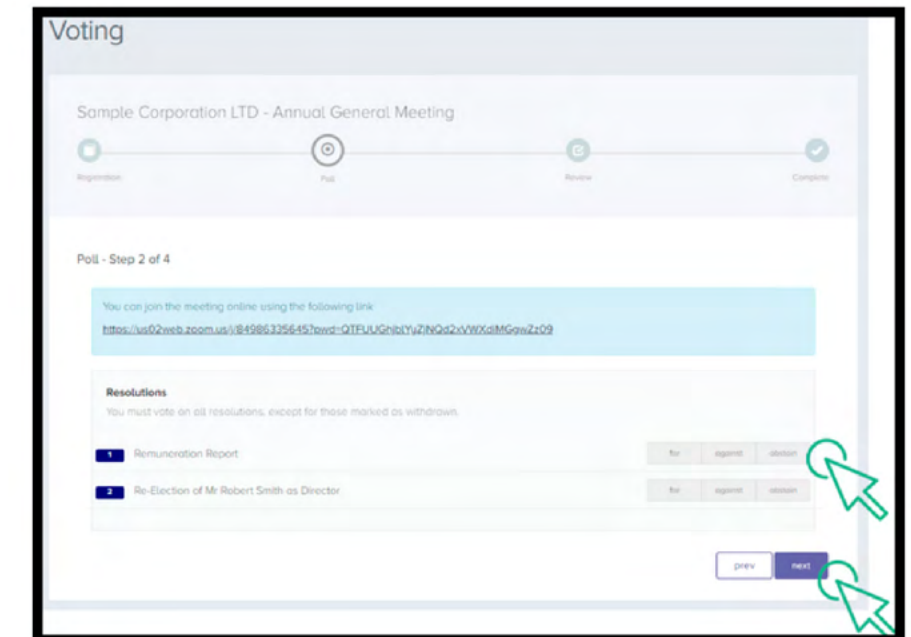 Voting
Sample Corporation LTD - Annual General Meeting
Registration Poll Review Complete
Poll - Step 2 of 4
You can join the meeting online using the following link
Resolutions
You must vote on all resolutions, except for those marked as withdrawn.
1 Remuneration Report for against abstain
2 Re-Election of Mr Robert Smith as Director for against abstain
prev next